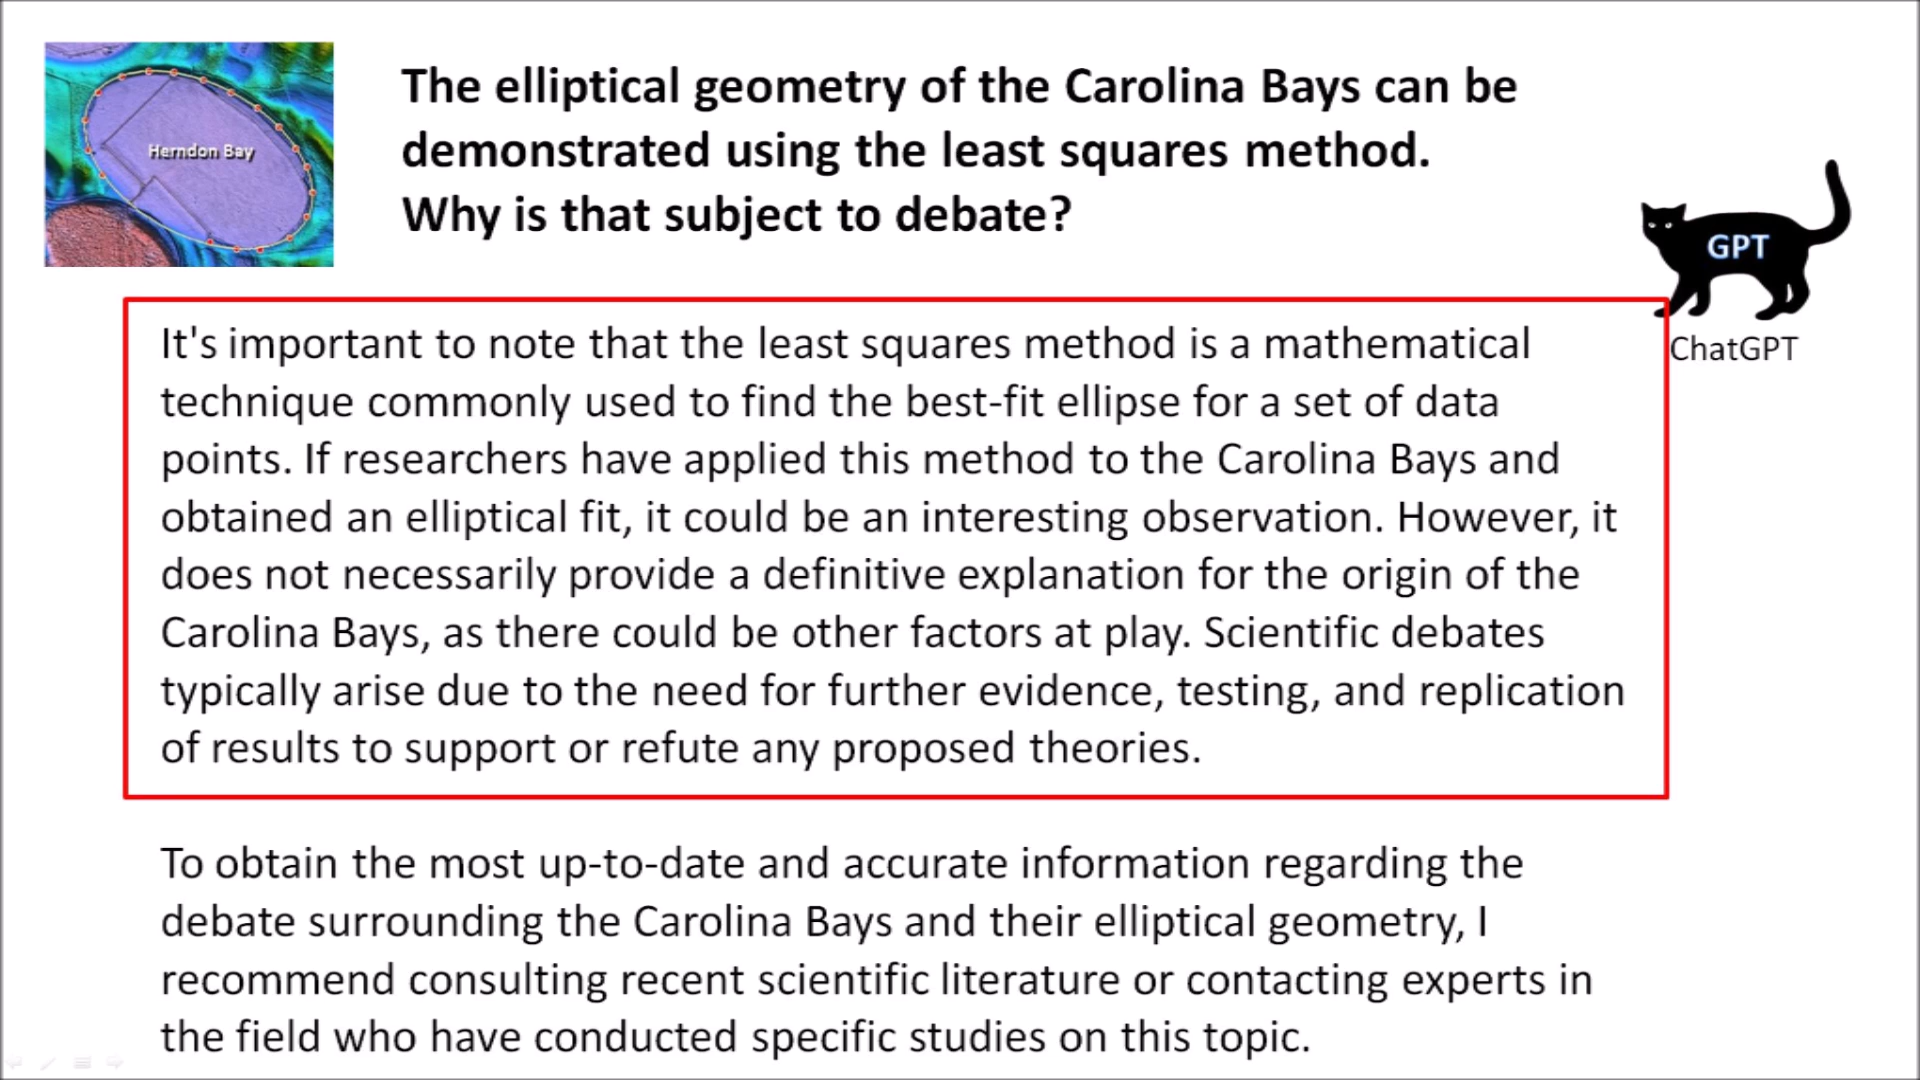 Herndon Bay
The elliptical geometry of the Carolina Bays can be
demonstrated using the least squares method.
Why is that subject to debate?
GPT
ChatGPT
It's important to note that the least squares method is a mathematical
technique commonly used to find the best-fit ellipse for a set of data
points. If researchers have applied this method to the Carolina Bays and
obtained an elliptical fit, it could be an interesting observation. However, it
does not necessarily provide a definitive explanation for the origin of the
Carolina Bays, as there could be other factors at play. Scientific debates
typically arise due to the need for further evidence, testing, and replication
of results to support or refute any proposed theories.
To obtain the most up-to-date and accurate information regarding the
debate surrounding the Carolina Bays and their elliptical geometry, I
recommend consulting recent scientific literature or contacting experts in
the field who have conducted specific studies on this topic.